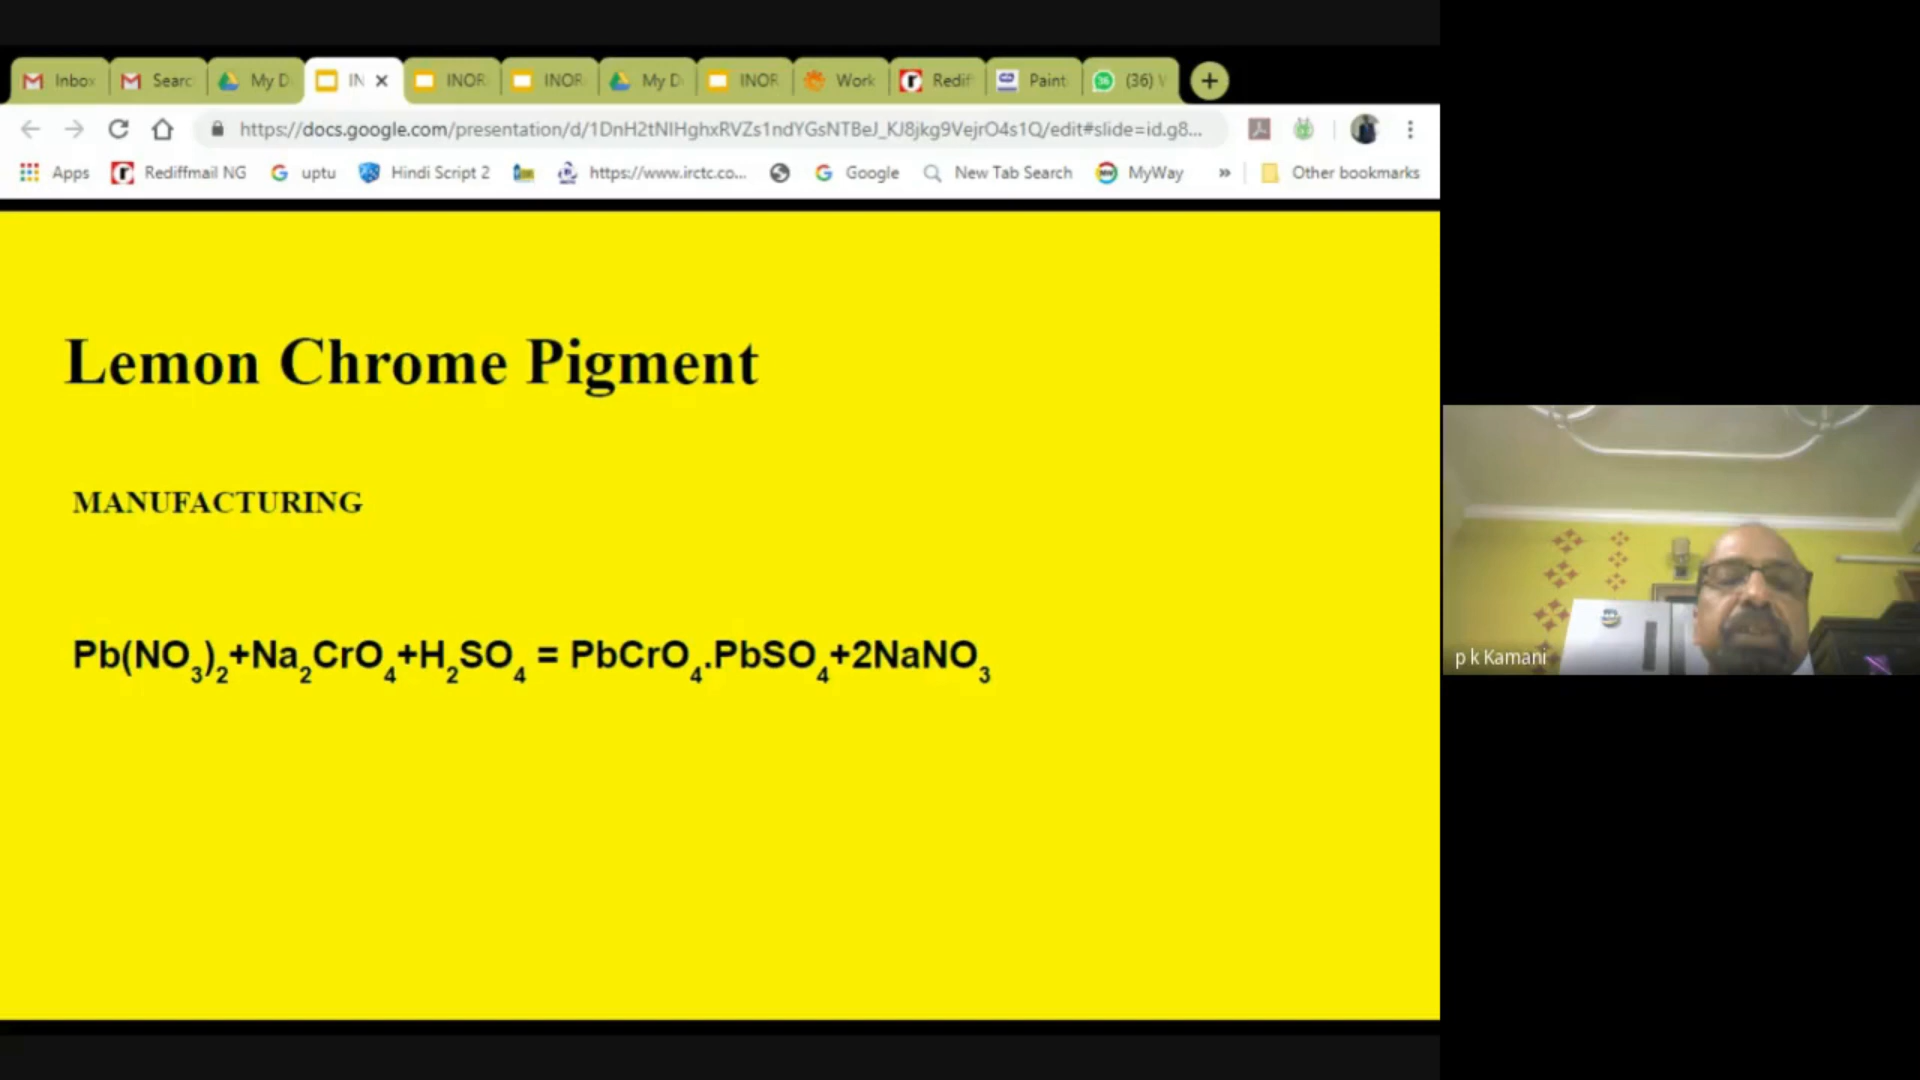 Inbox Searc My D IN INOR INOR My D INOR Work Redif Paint (36)
https://docs.google.com/presentation/d/1DnH2tNIHghxRVZs1ndYGsNTBeJ_KJ8jkg9VejrO4s1Q/edit#slide=id.g8...
Apps Rediffmail NG uptu Hindi Script 2 https://www.irctc.co... Google New Tab Search MyWay » Other bookmarks
Lemon Chrome Pigment
MANUFACTURING
Pb(NO₃)₂+Na₂CrO₄+H₂SO₄ = PbCrO₄.PbSO₄+2NaNO₃
p k Kamani